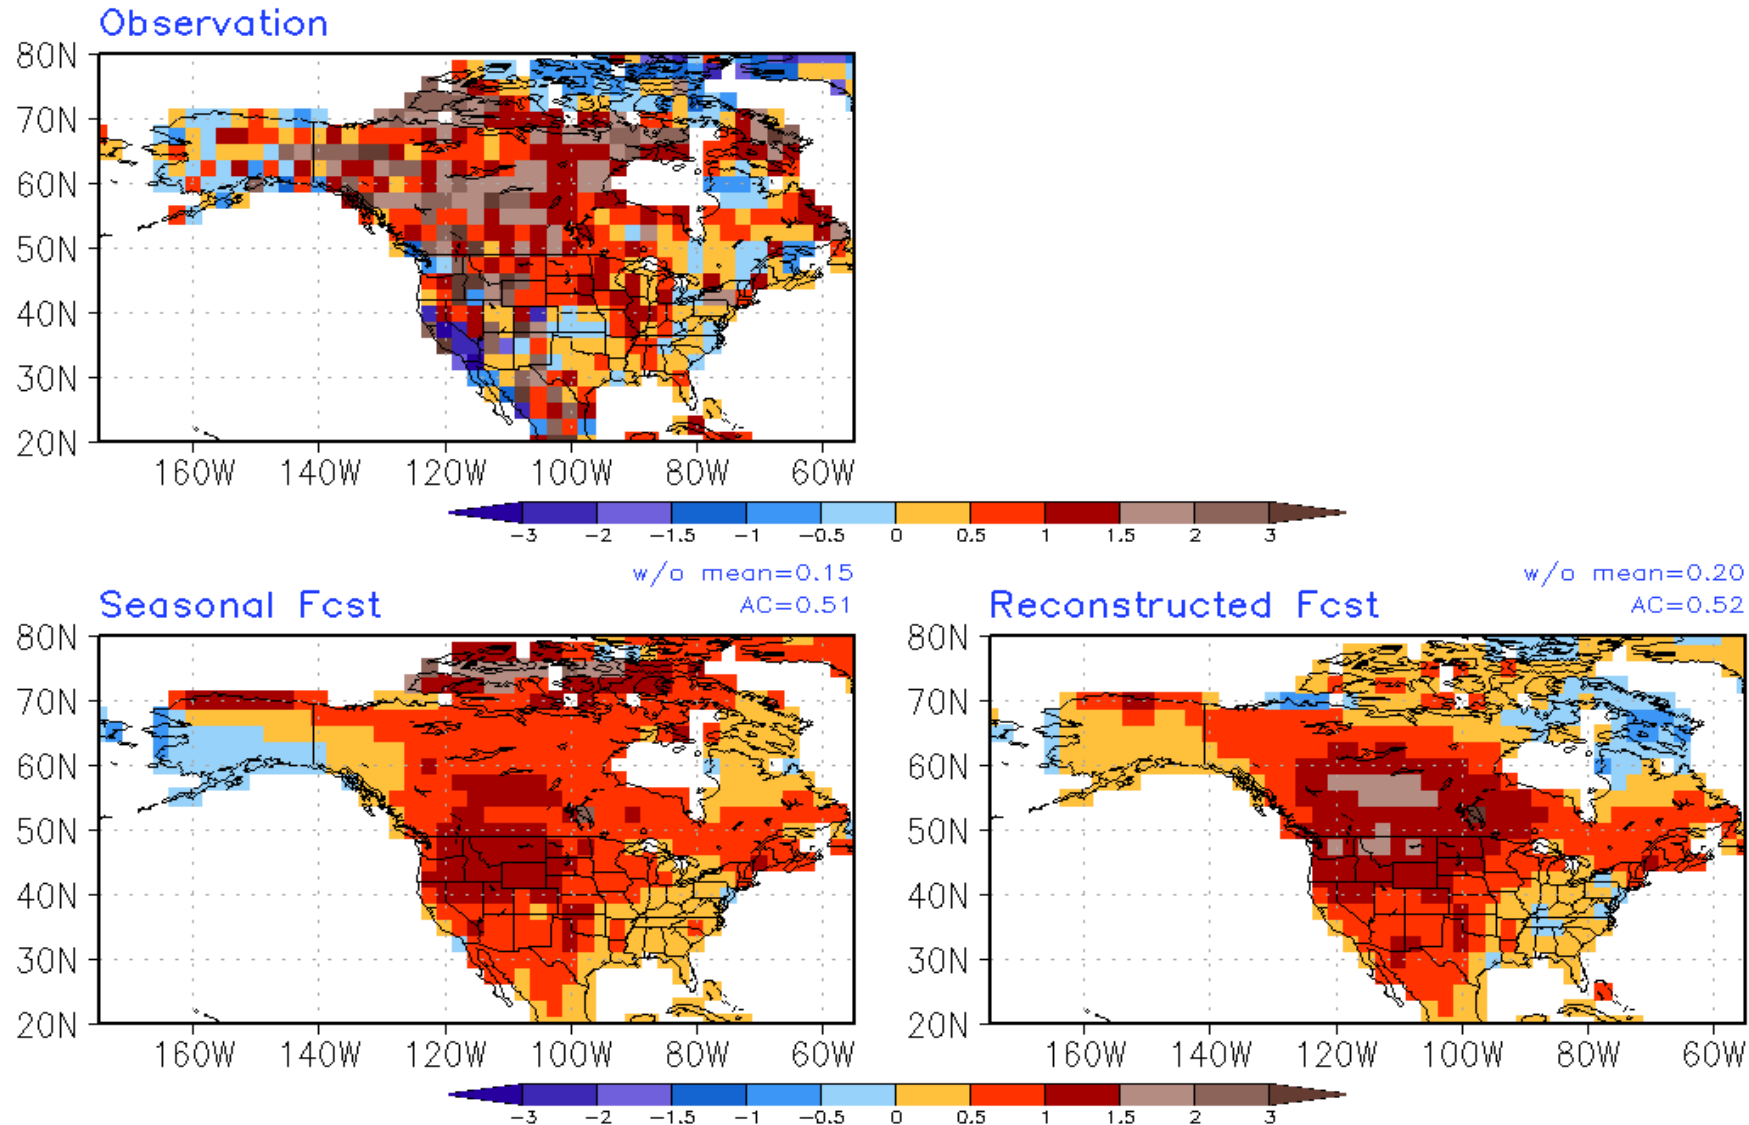 Observation
80N
70N
60N
50N
40N
30N
20N
160W 140W 120W 100W 80W 60W
-3 -2 -1.5 -1 -0.5 0 0.5 1 1.5 2 3
w/o mean=0.15
Seasonal Fcst AC=0.51
80N
70N
60N
50N
40N
30N
20N
160W 140W 120W 100W 80W 60W
w/o mean=0.20
Reconstructed Fcst AC=0.52
80N
70N
60N
50N
40N
30N
20N
160W 140W 120W 100W 80W 60W
-3 -2 -1.5 -1 -0.5 0 0.5 1 1.5 2 3